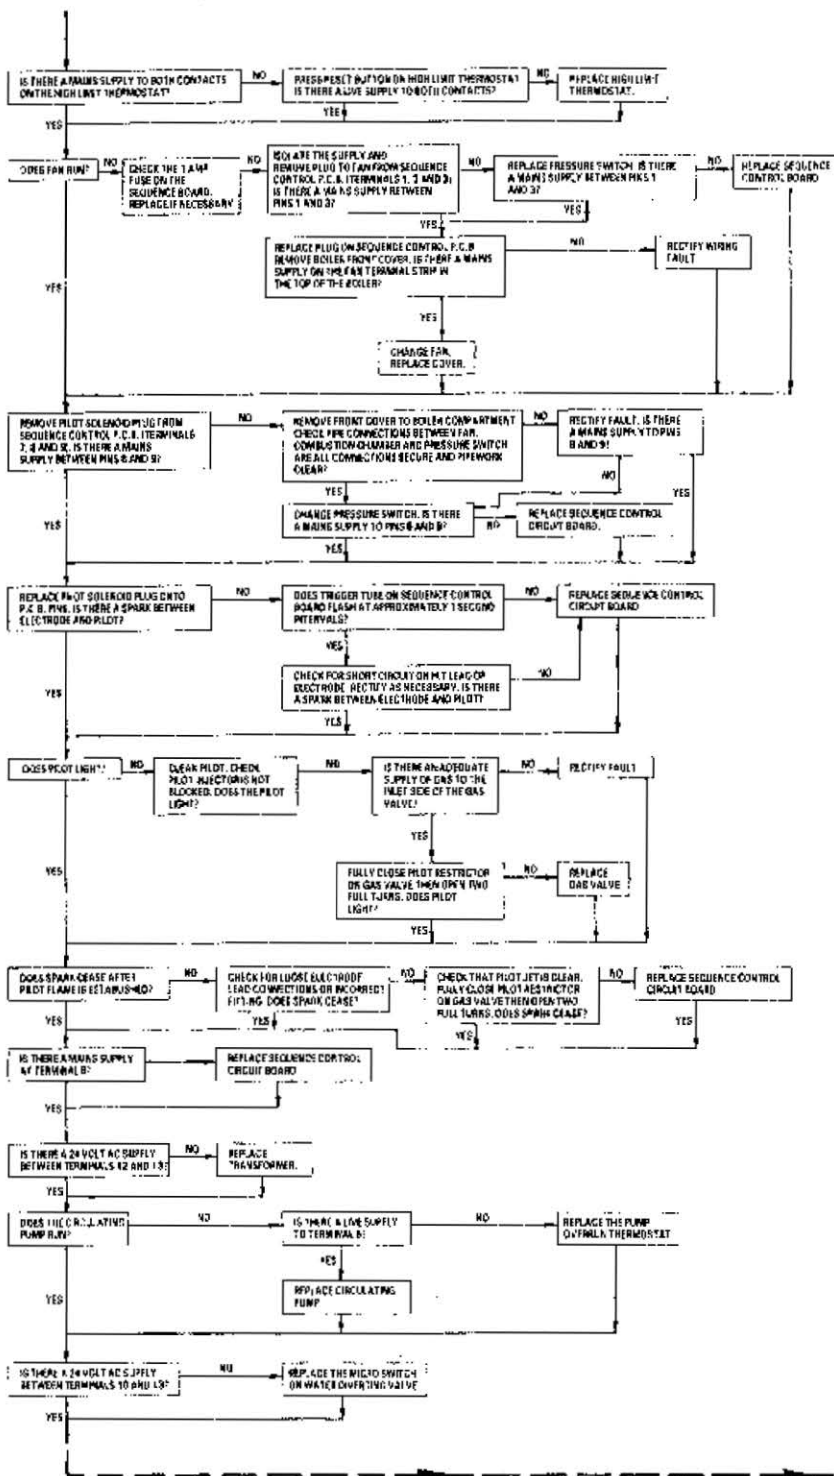 IS THERE A MAINS SUPPLY TO BOTH CONTACTS
ON THE HIGH LIMIT THERMOSTAT?
NO
PRESS RESET BUTTON ON HIGH LIMIT THERMOSTAT
IS THERE A LIVE SUPPLY TO BOTH CONTACTS?
NO
REPLACE HIGH LIMIT
THERMOSTAT.
YES
YES
DOES FAN RUN?
NO
CHECK THE 1 AMP
FUSE ON THE
SEQUENCE BOARD.
REPLACE IF NECESSARY
NO
ISOLATE THE SUPPLY AND
REMOVE PLUG TO FAN FROM SEQUENCE
CONTROL P.C.B. (TERMINALS 1, 2 AND 3)
IS THERE A MAINS SUPPLY BETWEEN
PINS 1 AND 3?
NO
REPLACE PRESSURE SWITCH. IS THERE
A MAINS SUPPLY BETWEEN PINS 1
AND 3?
NO
REPLACE SEQUENCE
CONTROL BOARD
YES
YES
REPLACE PLUG ON SEQUENCE CONTROL P.C.B
REMOVE BOILER FRONT COVER. IS THERE A MAINS
SUPPLY ON THE FAN TERMINAL STRIP IN
THE TOP OF THE BOILER?
NO
RECTIFY WIRING
FAULT
YES
YES
CHANGE FAN,
REPLACE COVER.
REMOVE PILOT SOLENOID PLUG FROM
SEQUENCE CONTROL P.C.B. (TERMINALS
7, 8 AND 9). IS THERE A MAINS
SUPPLY BETWEEN PINS 8 AND 9?
NO
REMOVE FRONT COVER TO BOILER COMPARTMENT
CHECK PIPE CONNECTIONS BETWEEN FAN,
COMBUSTION CHAMBER AND PRESSURE SWITCH
ARE ALL CONNECTIONS SECURE AND PIPEWORK
CLEAR?
NO
RECTIFY FAULT. IS THERE
A MAINS SUPPLY TO PINS
8 AND 9?
YES
NO
YES
YES
CHANGE PRESSURE SWITCH. IS THERE
A MAINS SUPPLY TO PINS 8 AND 9?
NO
REPLACE SEQUENCE CONTROL
CIRCUIT BOARD.
YES
REPLACE PILOT SOLENOID PLUG ONTO
P.C.B. PINS. IS THERE A SPARK BETWEEN
ELECTRODE AND PILOT?
NO
DOES TRIGGER TUBE ON SEQUENCE CONTROL
BOARD FLASH AT APPROXIMATELY 1 SECOND
INTERVALS?
NO
REPLACE SEQUENCE CONTROL
CIRCUIT BOARD
YES
YES
CHECK FOR SHORT CIRCUIT ON H.T LEAD OR
ELECTRODE. RECTIFY AS NECESSARY. IS THERE
A SPARK BETWEEN ELECTRODE AND PILOT?
NO
YES
DOES PILOT LIGHT?
NO
CLEAN PILOT. CHECK
PILOT INJECTOR IS NOT
BLOCKED. DOES THE PILOT
LIGHT?
NO
IS THERE AN ADEQUATE
SUPPLY OF GAS TO THE
INLET SIDE OF THE GAS
VALVE?
NO
RECTIFY FAULT
YES
YES
FULLY CLOSE PILOT RESTRICTOR
ON GAS VALVE THEN OPEN TWO
FULL TURNS. DOES PILOT
LIGHT?
NO
REPLACE
GAS VALVE
YES
DOES SPARK CEASE AFTER
PILOT FLAME IS ESTABLISHED?
NO
CHECK FOR LOOSE ELECTRODE
LEAD CONNECTIONS OR INCORRECT
FITTING. DOES SPARK CEASE?
NO
CHECK THAT PILOT JET IS CLEAR.
FULLY CLOSE PILOT RESTRICTOR
ON GAS VALVE THEN OPEN TWO
FULL TURNS. DOES SPARK CEASE?
NO
REPLACE SEQUENCE CONTROL
CIRCUIT BOARD
YES
YES
YES
YES
IS THERE A MAINS SUPPLY
AT TERMINAL 8?
REPLACE SEQUENCE CONTROL
CIRCUIT BOARD
YES
IS THERE A 24 VOLT AC SUPPLY
BETWEEN TERMINALS 12 AND 13?
NO
REPLACE
TRANSFORMER.
YES
DOES THE CIRCULATING
PUMP RUN?
NO
IS THERE A LIVE SUPPLY
TO TERMINAL 6?
NO
REPLACE THE PUMP
OVERRUN THERMOSTAT
YES
YES
REPLACE CIRCULATING
PUMP
IS THERE A 24 VOLT AC SUPPLY
BETWEEN TERMINALS 10 AND 13?
NO
REPLACE THE MICRO SWITCH
ON WATER DIVERTING VALVE
YES